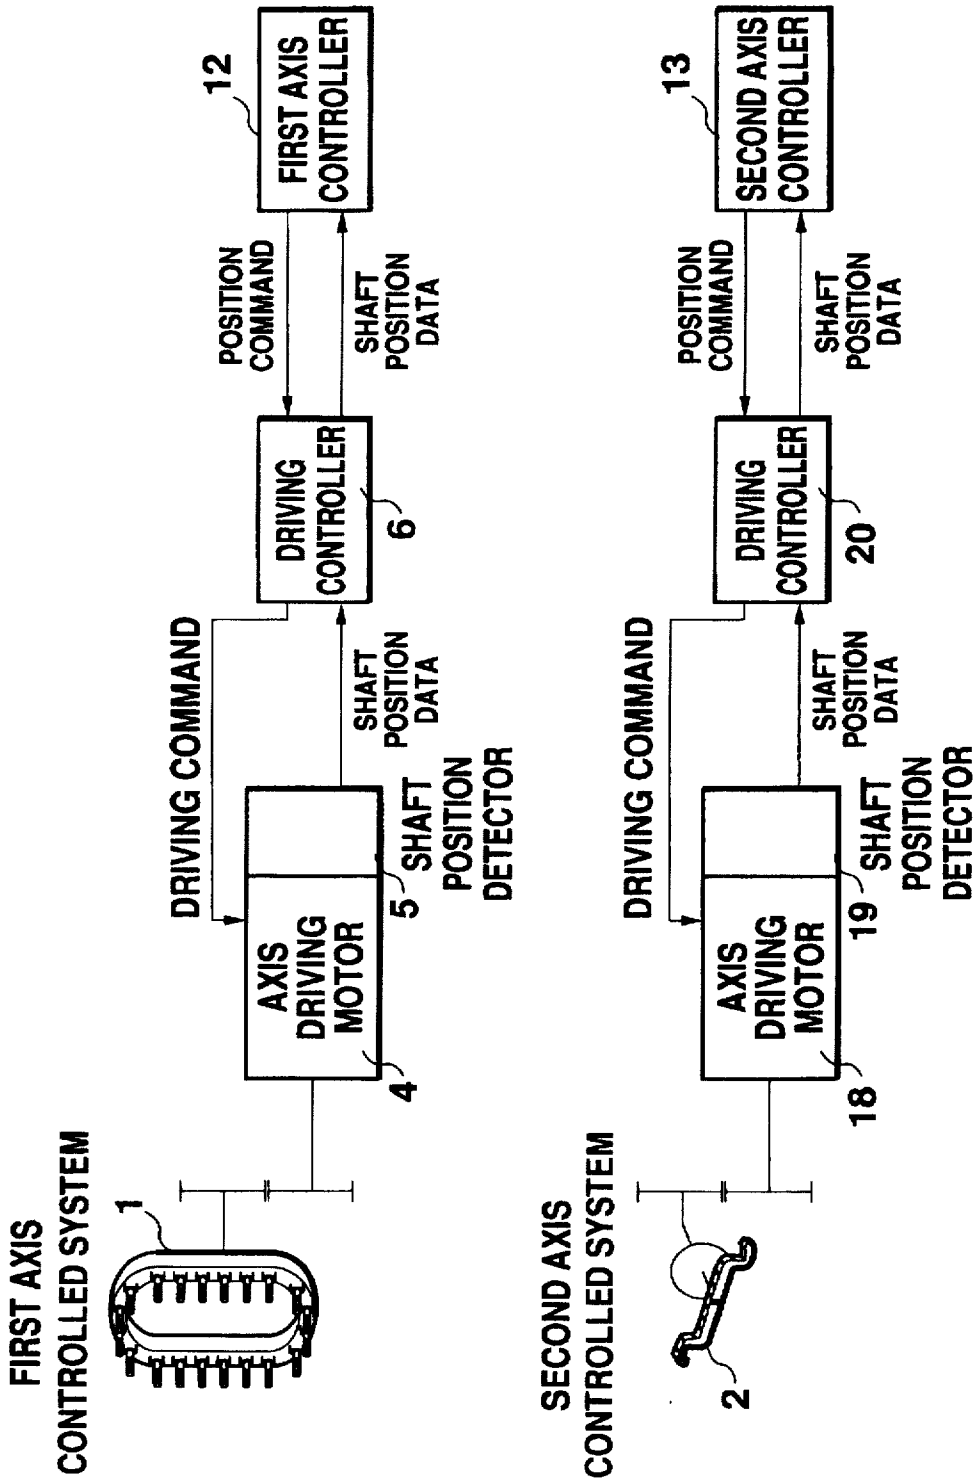 FIRST AXIS
CONTROLLED SYSTEM
1
AXIS
DRIVING
MOTOR
4
5
SHAFT
POSITION
DETECTOR
DRIVING COMMAND
SHAFT
POSITION
DATA
DRIVING
CONTROLLER
6
POSITION
COMMAND
SHAFT
POSITION
DATA
FIRST AXIS
CONTROLLER
12
SECOND AXIS
CONTROLLED SYSTEM
2
AXIS
DRIVING
MOTOR
18
19
SHAFT
POSITION
DETECTOR
DRIVING COMMAND
SHAFT
POSITION
DATA
DRIVING
CONTROLLER
20
POSITION
COMMAND
SHAFT
POSITION
DATA
SECOND AXIS
CONTROLLER
13